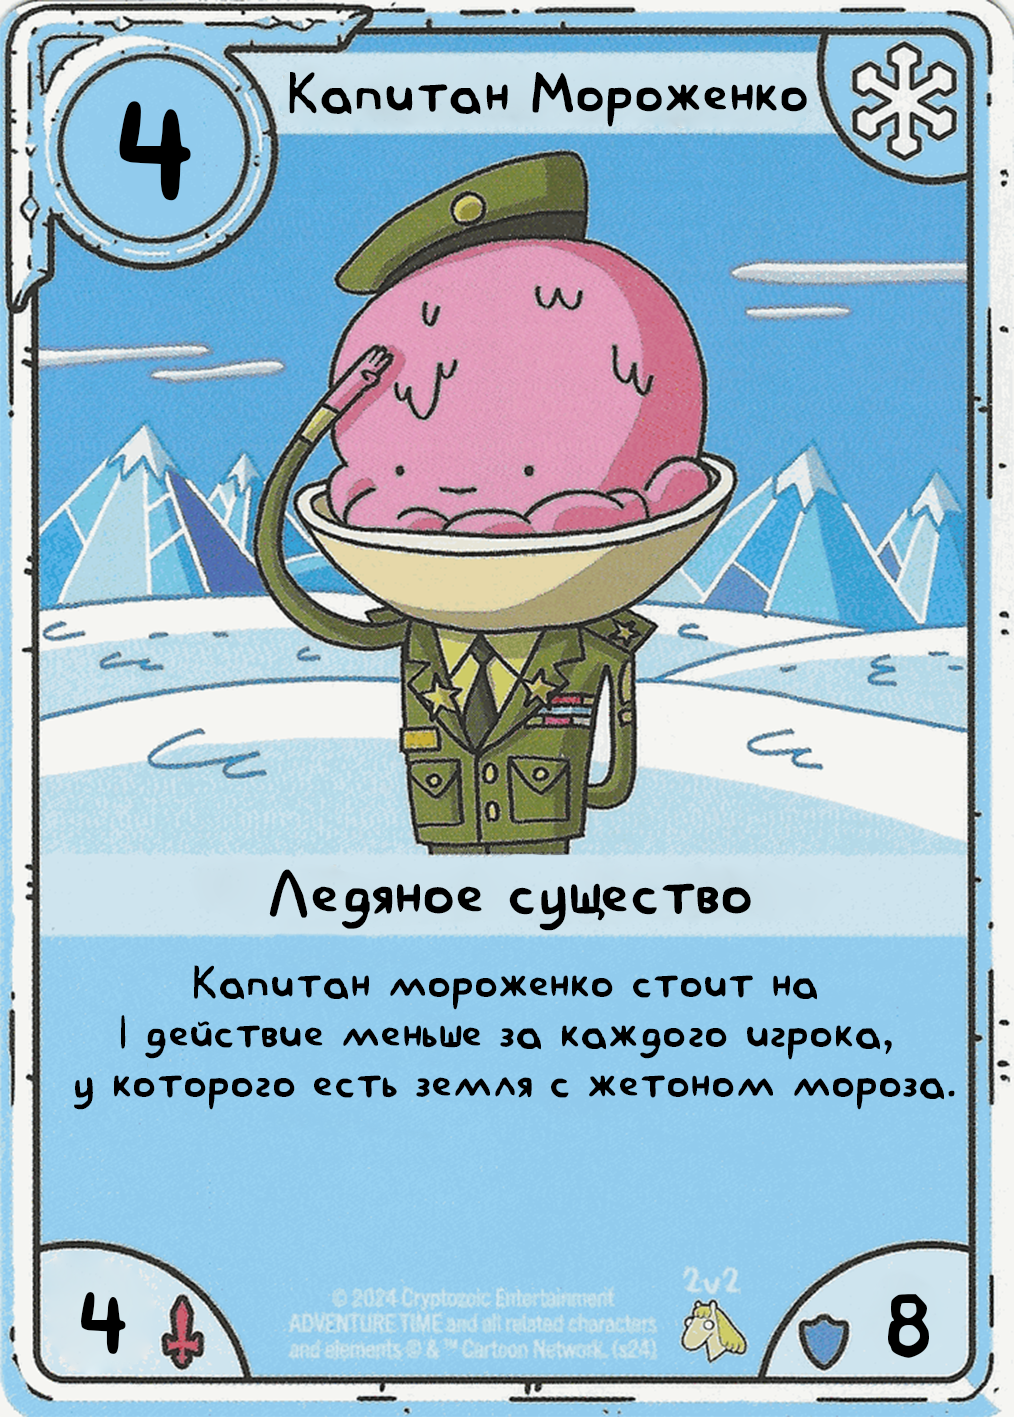 4
Капитан Мороженко
Ледяное существо
Капитан мороженко стоит на
1 действие меньше за каждого игрока,
у которого есть земля с жетоном мороза.
4
© 2024 Cryptozoic Entertainment
ADVENTURE TIME and all related characters
and elements © & ™ Cartoon Network. (s24)
2v2
8